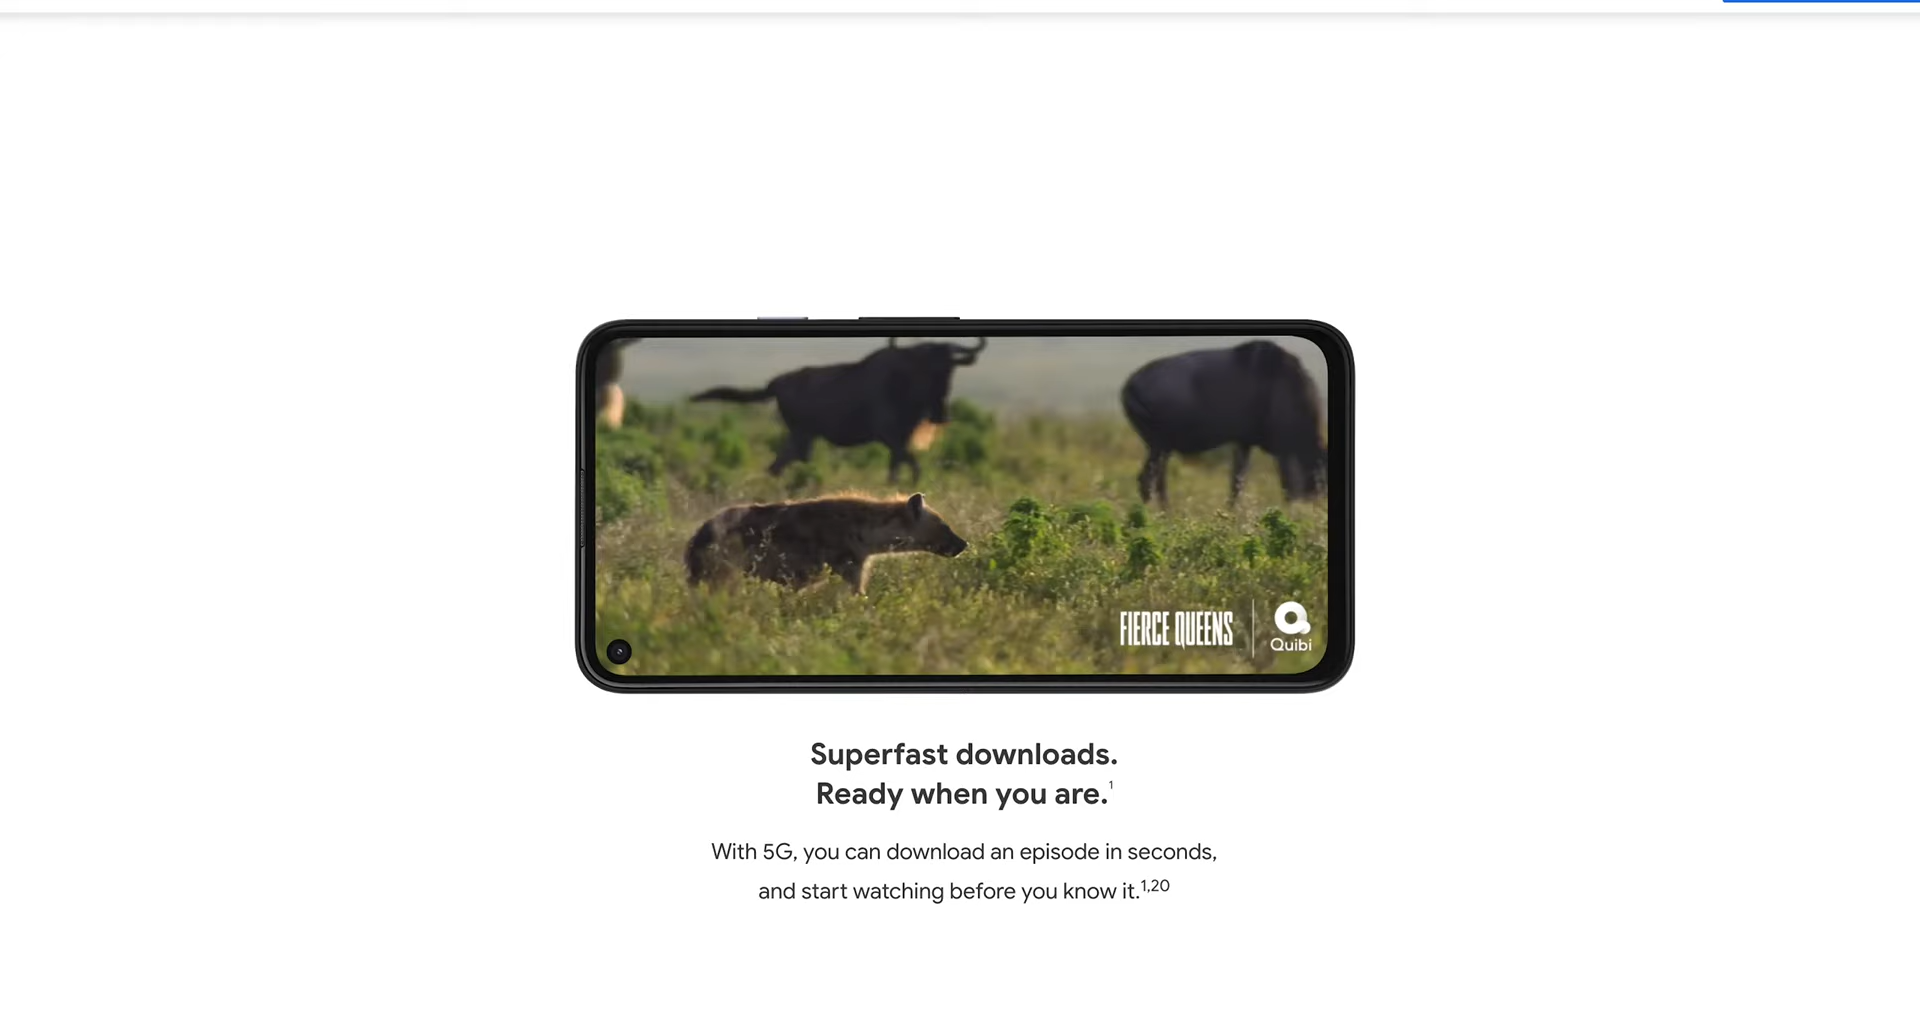 FIERCE QUEENS
Quibi
Superfast downloads.
Ready when you are.¹
With 5G, you can download an episode in seconds,
and start watching before you know it.¹,²⁰